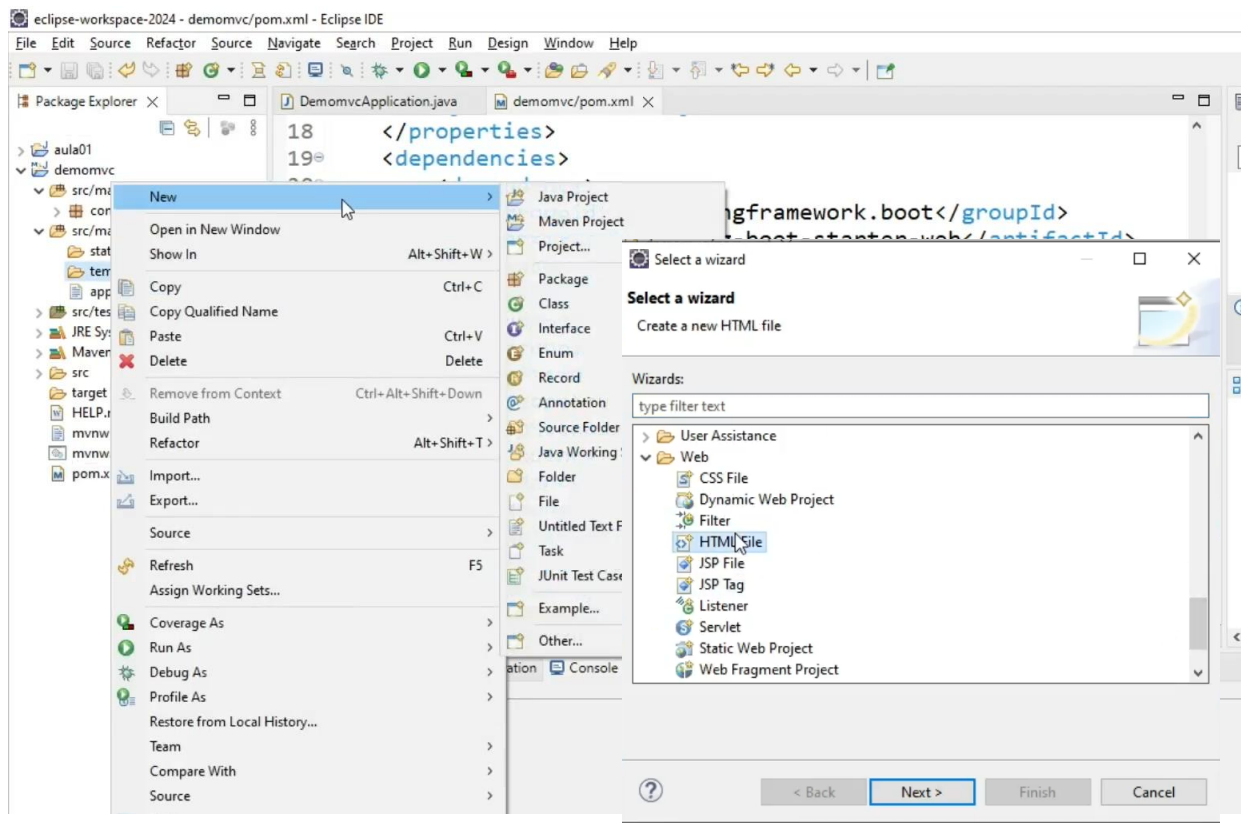 eclipse-workspace-2024 - demomvc/pom.xml - Eclipse IDE
File Edit Source Refactor Source Navigate Search Project Run Design Window Help
Package Explorer
DemomvcApplication.java
demomvc/pom.xml
18 </properties>
19 <dependencies>
gframework.boot</groupId>
boot-starter-web</artifactId>
aula01
demomvc
src/ma
cor
src/ma
stat
tem
app
src/tes
JRE Sy
Maven
src
target
HELP.
mvnw
mvnw
pom.x
New
Open in New Window
Show In Alt+Shift+W >
Copy Ctrl+C
Copy Qualified Name
Paste Ctrl+V
Delete Delete
Remove from Context Ctrl+Alt+Shift+Down
Build Path
Refactor Alt+Shift+T >
Import...
Export...
Source
Refresh F5
Assign Working Sets...
Coverage As
Run As
Debug As
Profile As
Restore from Local History...
Team
Compare With
Source
Java Project
Maven Project
Project...
Package
Class
Interface
Enum
Record
Annotation
Source Folder
Java Working
Folder
File
Untitled Text F
Task
JUnit Test Case
Example...
Other...
ation Console
Select a wizard
Select a wizard
Create a new HTML file
Wizards:
type filter text
User Assistance
Web
CSS File
Dynamic Web Project
Filter
HTML File
JSP File
JSP Tag
Listener
Servlet
Static Web Project
Web Fragment Project
< Back Next > Finish Cancel